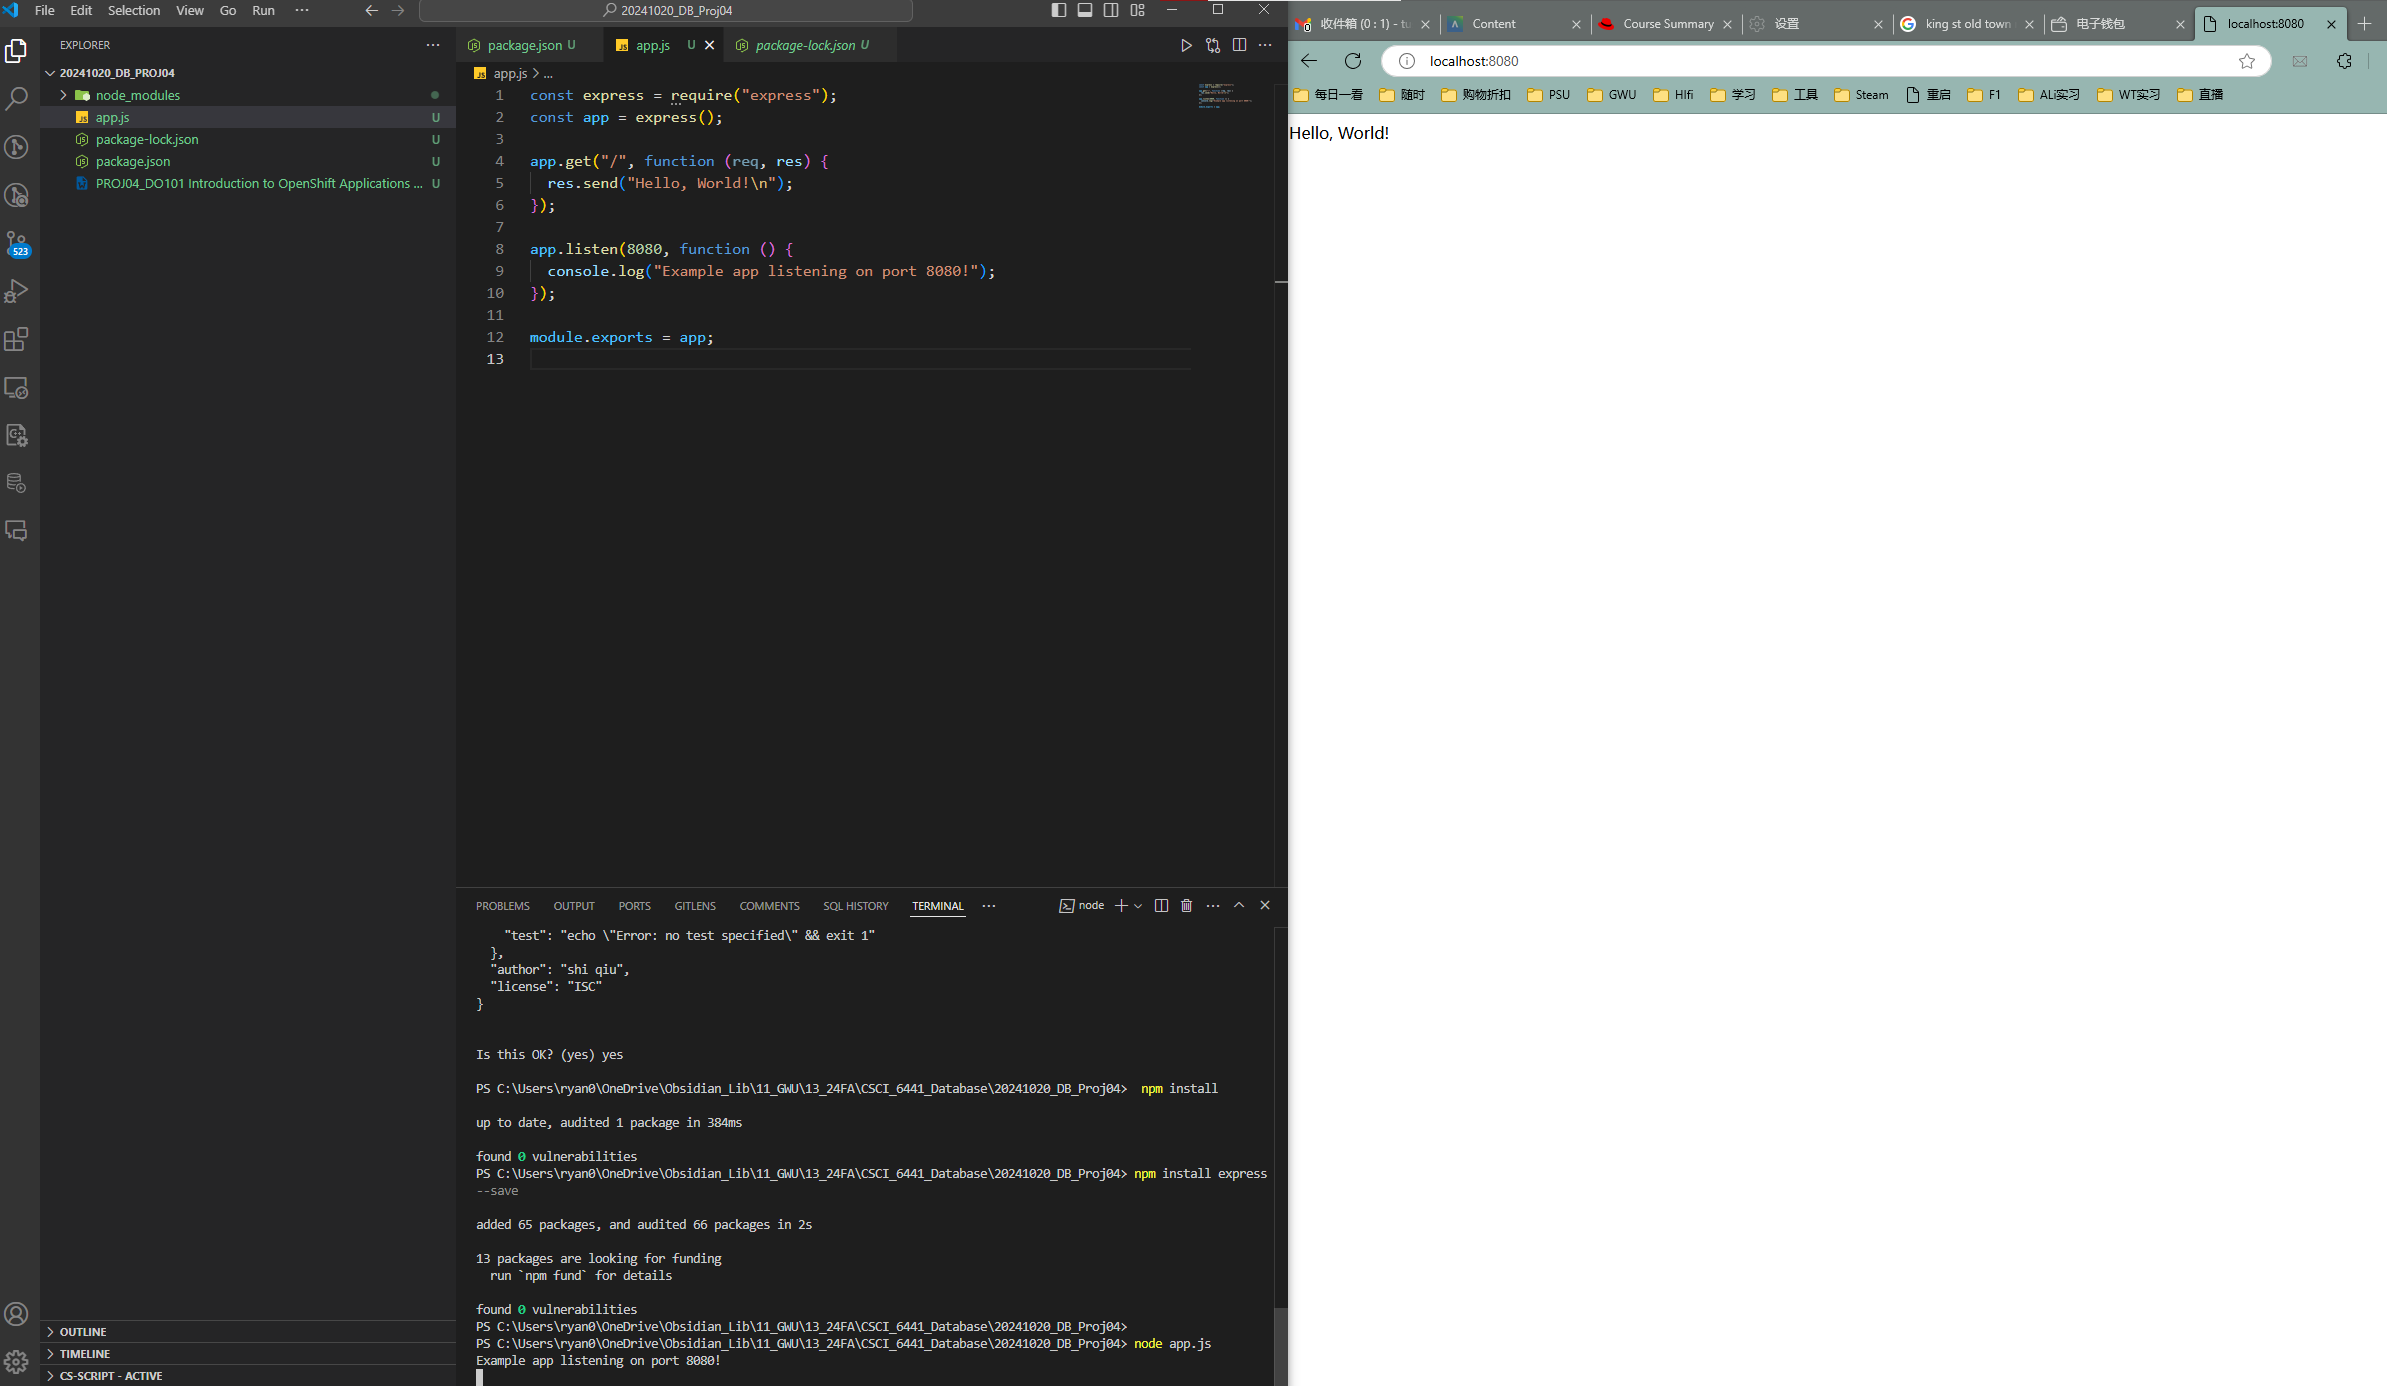 File Edit Selection View Go Run ···
20241020_DB_Proj04
EXPLORER
20241020_DB_PROJ04
node_modules
app.js U
package-lock.json U
package.json U
PROJ04_DO101 Introduction to OpenShift Applications ... U
523
OUTLINE
TIMELINE
CS-SCRIPT - ACTIVE
package.json U app.js U package-lock.json U
app.js > ...
1 const express = require("express");
2 const app = express();
3
4 app.get("/", function (req, res) {
5   res.send("Hello, World!\n");
6 });
7
8 app.listen(8080, function () {
9   console.log("Example app listening on port 8080!");
10 });
11
12 module.exports = app;
13
PROBLEMS OUTPUT PORTS GITLENS COMMENTS SQL HISTORY TERMINAL ··· node
"test": "echo \"Error: no test specified\" && exit 1"
},
"author": "shi qiu",
"license": "ISC"
}
Is this OK? (yes) yes
PS C:\Users\ryan0\OneDrive\Obsidian_Lib\11_GWU\13_24FA\CSCI_6441_Database\20241020_DB_Proj04>  npm install
up to date, audited 1 package in 384ms
found 0 vulnerabilities
PS C:\Users\ryan0\OneDrive\Obsidian_Lib\11_GWU\13_24FA\CSCI_6441_Database\20241020_DB_Proj04> npm install express
--save
added 65 packages, and audited 66 packages in 2s
13 packages are looking for funding
run `npm fund` for details
found 0 vulnerabilities
PS C:\Users\ryan0\OneDrive\Obsidian_Lib\11_GWU\13_24FA\CSCI_6441_Database\20241020_DB_Proj04>
PS C:\Users\ryan0\OneDrive\Obsidian_Lib\11_GWU\13_24FA\CSCI_6441_Database\20241020_DB_Proj04> node app.js
Example app listening on port 8080!
收件箱 (0 : 1) - Content Course Summary 设置 king st old town 电子钱包 localhost:8080
localhost:8080
每日一看 随时 购物折扣 PSU GWU HIfi 学习 工具 Steam 重启 F1 ALi实习 WT实习 直播
Hello, World!